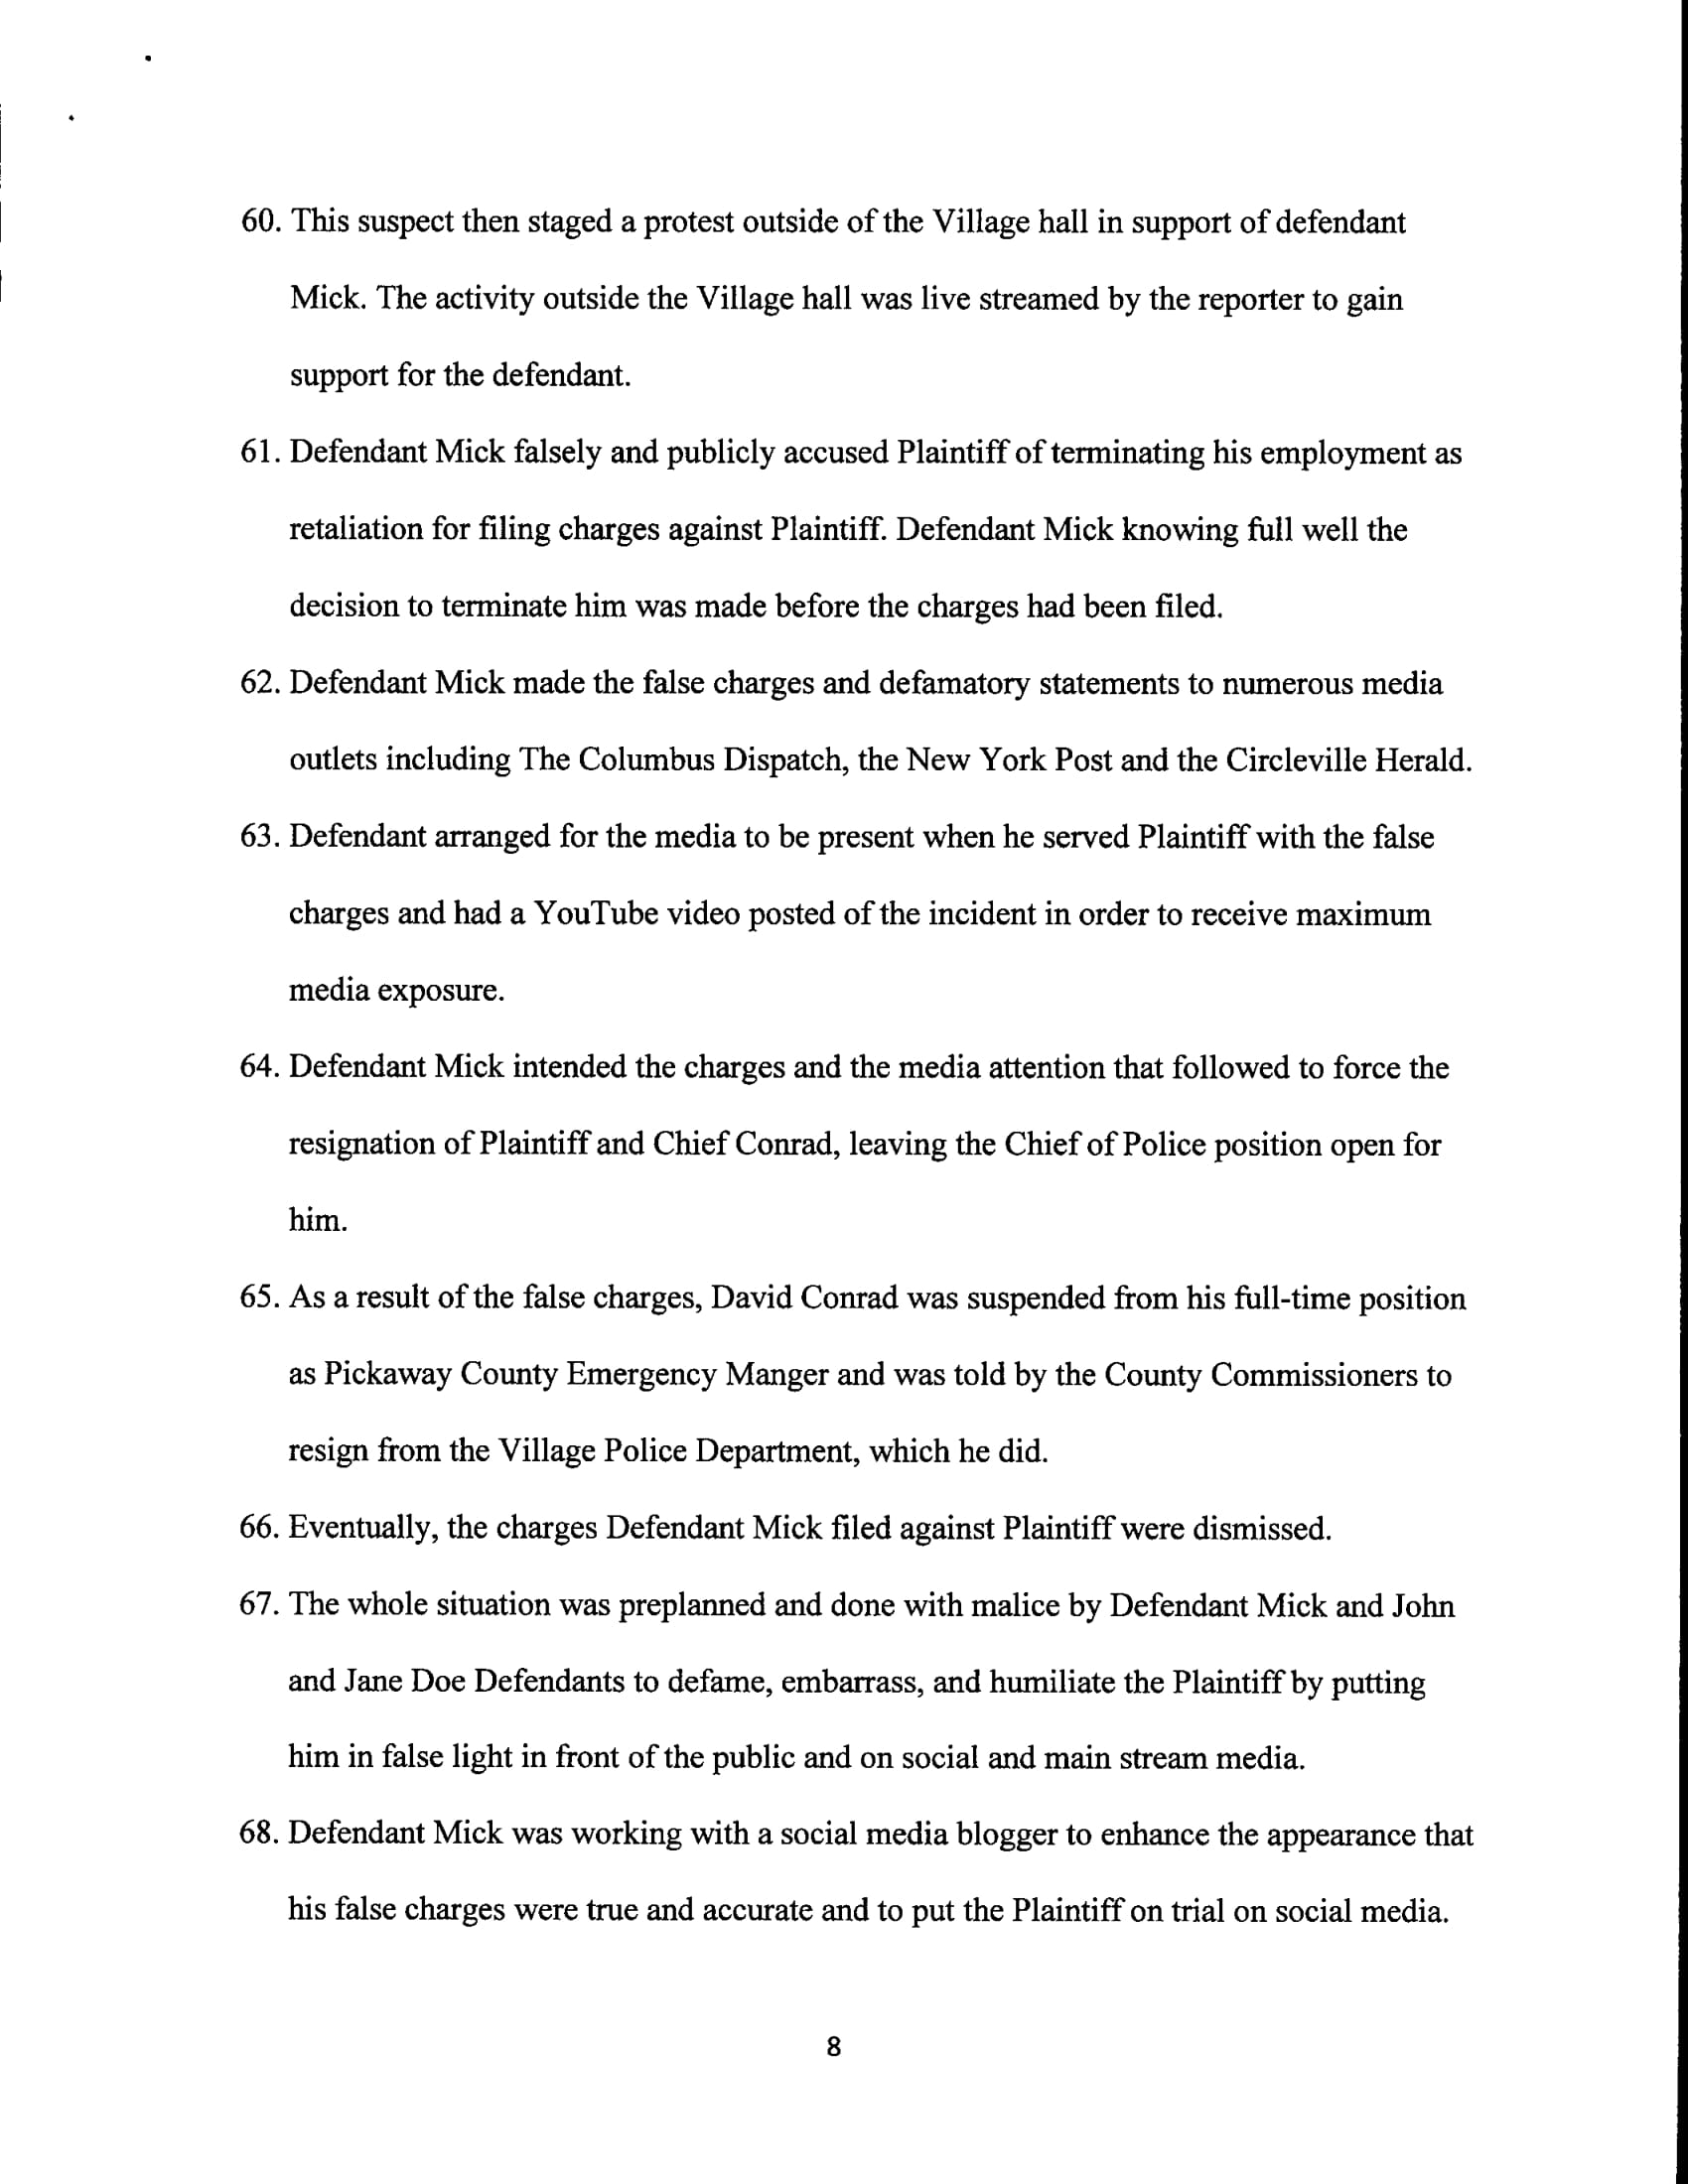 60. This suspect then staged a protest outside of the Village hall in support of defendant
Mick. The activity outside the Village hall was live streamed by the reporter to gain
support for the defendant.
61. Defendant Mick falsely and publicly accused Plaintiff of terminating his employment as
retaliation for filing charges against Plaintiff. Defendant Mick knowing full well the
decision to terminate him was made before the charges had been filed.
62. Defendant Mick made the false charges and defamatory statements to numerous media
outlets including The Columbus Dispatch, the New York Post and the Circleville Herald.
63. Defendant arranged for the media to be present when he served Plaintiff with the false
charges and had a YouTube video posted of the incident in order to receive maximum
media exposure.
64. Defendant Mick intended the charges and the media attention that followed to force the
resignation of Plaintiff and Chief Conrad, leaving the Chief of Police position open for
him.
65. As a result of the false charges, David Conrad was suspended from his full-time position
as Pickaway County Emergency Manger and was told by the County Commissioners to
resign from the Village Police Department, which he did.
66. Eventually, the charges Defendant Mick filed against Plaintiff were dismissed.
67. The whole situation was preplanned and done with malice by Defendant Mick and John
and Jane Doe Defendants to defame, embarrass, and humiliate the Plaintiff by putting
him in false light in front of the public and on social and main stream media.
68. Defendant Mick was working with a social media blogger to enhance the appearance that
his false charges were true and accurate and to put the Plaintiff on trial on social media.
8